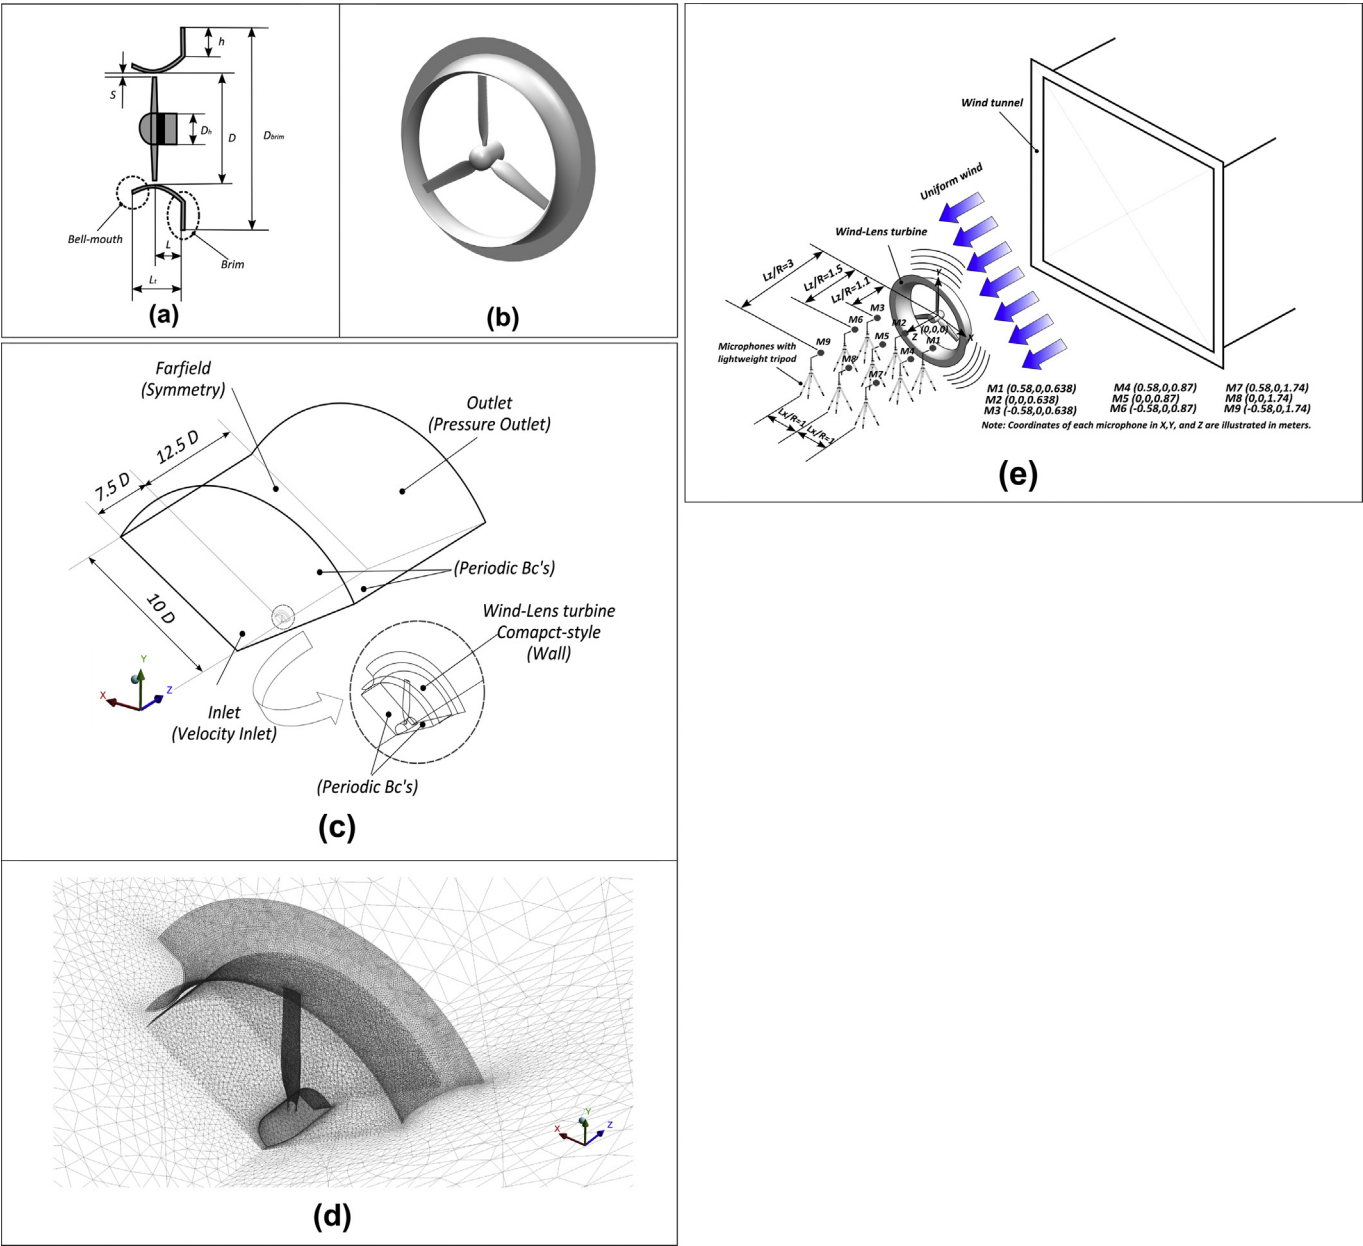 h
S
Dh
D
Dbrim
Bell-mouth
L
Brim
Lt
(a)
(b)
Farfield
(Symmetry)
Outlet
(Pressure Outlet)
12.5 D
7.5 D
10 D
(Periodic Bc's)
Wind-Lens turbine
Comapct-style
(Wall)
Y
X
Z
Inlet
(Velocity Inlet)
(Periodic Bc's)
(c)
Y
X
Z
(d)
Wind tunnel
Uniform wind
Wind-Lens turbine
Lz/R=3
Lz/R=1.5
Lz/R=1.1
Y
M3
M6
M2
(0,0,0)
Z
X
M9
M5
M1
M8
M4
M7
Microphones with
lightweight tripod
Lx/R=1
Lx/R=1
M1 (0.58,0,0.638)
M2 (0,0,0.638)
M3 (-0.58,0,0.638)
M4 (0.58,0,0.87)
M5 (0,0,0.87)
M6 (-0.58,0,0.87)
M7 (0.58,0,1.74)
M8 (0,0,1.74)
M9 (-0.58,0,1.74)
Note: Coordinates of each microphone in X,Y, and Z are illustrated in meters.
(e)